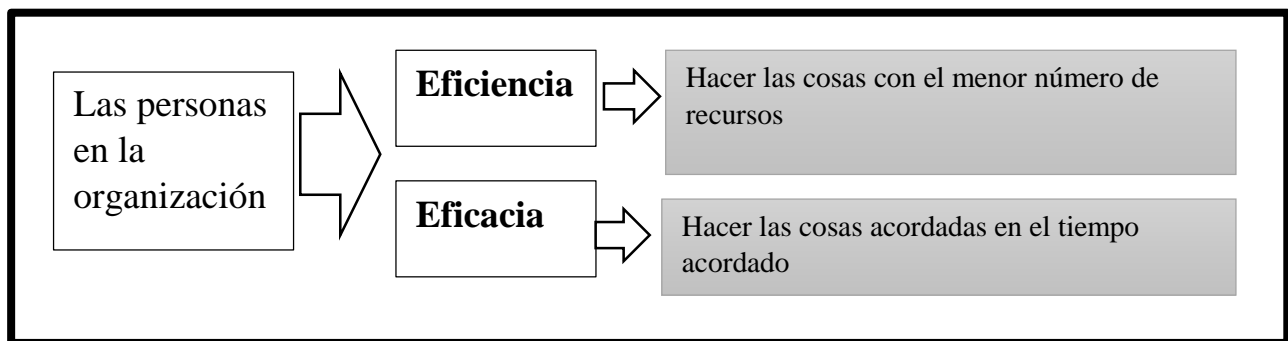 Las personas
en la
organización
Eficiencia
Hacer las cosas con el menor número de
recursos
Eficacia
Hacer las cosas acordadas en el tiempo
acordado